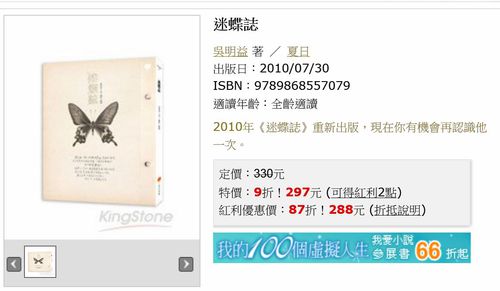 迷蝶誌
吳明益 著 ／ 夏日
出版日：2010/07/30
ISBN：9789868557079
適讀年齡：全齡適讀
2010年《迷蝶誌》重新出版，現在你有機會再認識他
一次。
定價：330元
特價：9折！297元 (可得紅利2點)
紅利優惠價：87折！288元 (折抵說明)
我的100個虛擬人生 我愛小說
參展書 66折起
迷蝶誌
KingStone